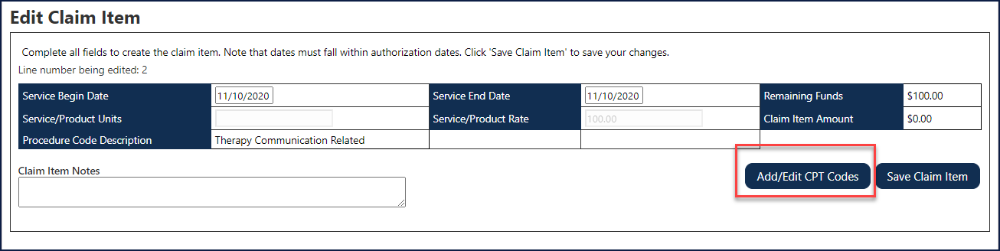 Edit Claim Item
Complete all fields to create the claim item. Note that dates must fall within authorization dates. Click 'Save Claim Item' to save your changes.
Line number being edited: 2
Service Begin Date 11/10/2020 Service End Date 11/10/2020 Remaining Funds $100.00
Service/Product Units Service/Product Rate 100.00 Claim Item Amount $0.00
Procedure Code Description Therapy Communication Related
Claim Item Notes
Add/Edit CPT Codes Save Claim Item